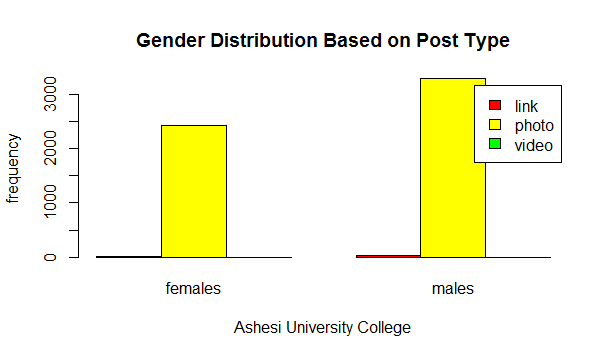 Gender Distribution Based on Post Type
frequency
3000
2000
1000
0
link
photo
video
females
males
Ashesi University College